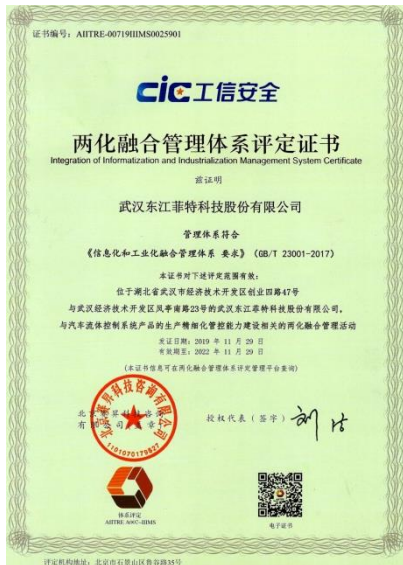 证书编号：AIITRE-00719IIIMS0025901
CIC工信安全
两化融合管理体系评定证书
Integration of Informatization and Industrialization Management System Certificate
兹证明
武汉东江菲特科技股份有限公司
管理体系符合
《信息化和工业化融合管理体系 要求》（GB/T 23001-2017）
本证书对下述评定范围有效：
位于湖北省武汉市经济技术开发区创业四路47号
与武汉经济技术开发区凤亭南路23号的武汉东江菲特科技股份有限公司。
与汽车流体控制系统产品的生产精细化管控能力建设相关的两化融合管理活动
发证日期：2019 年 11 月 29 日
有效期至：2022 年 11 月 29 日
（本证书信息可在两化融合管理体系评定管理平台查询）
授权代表（签字）
1101070179827
体系评定
AIITRE A007-IIIMS
电子证书
评定机构地址：北京市石景山区鲁谷路35号